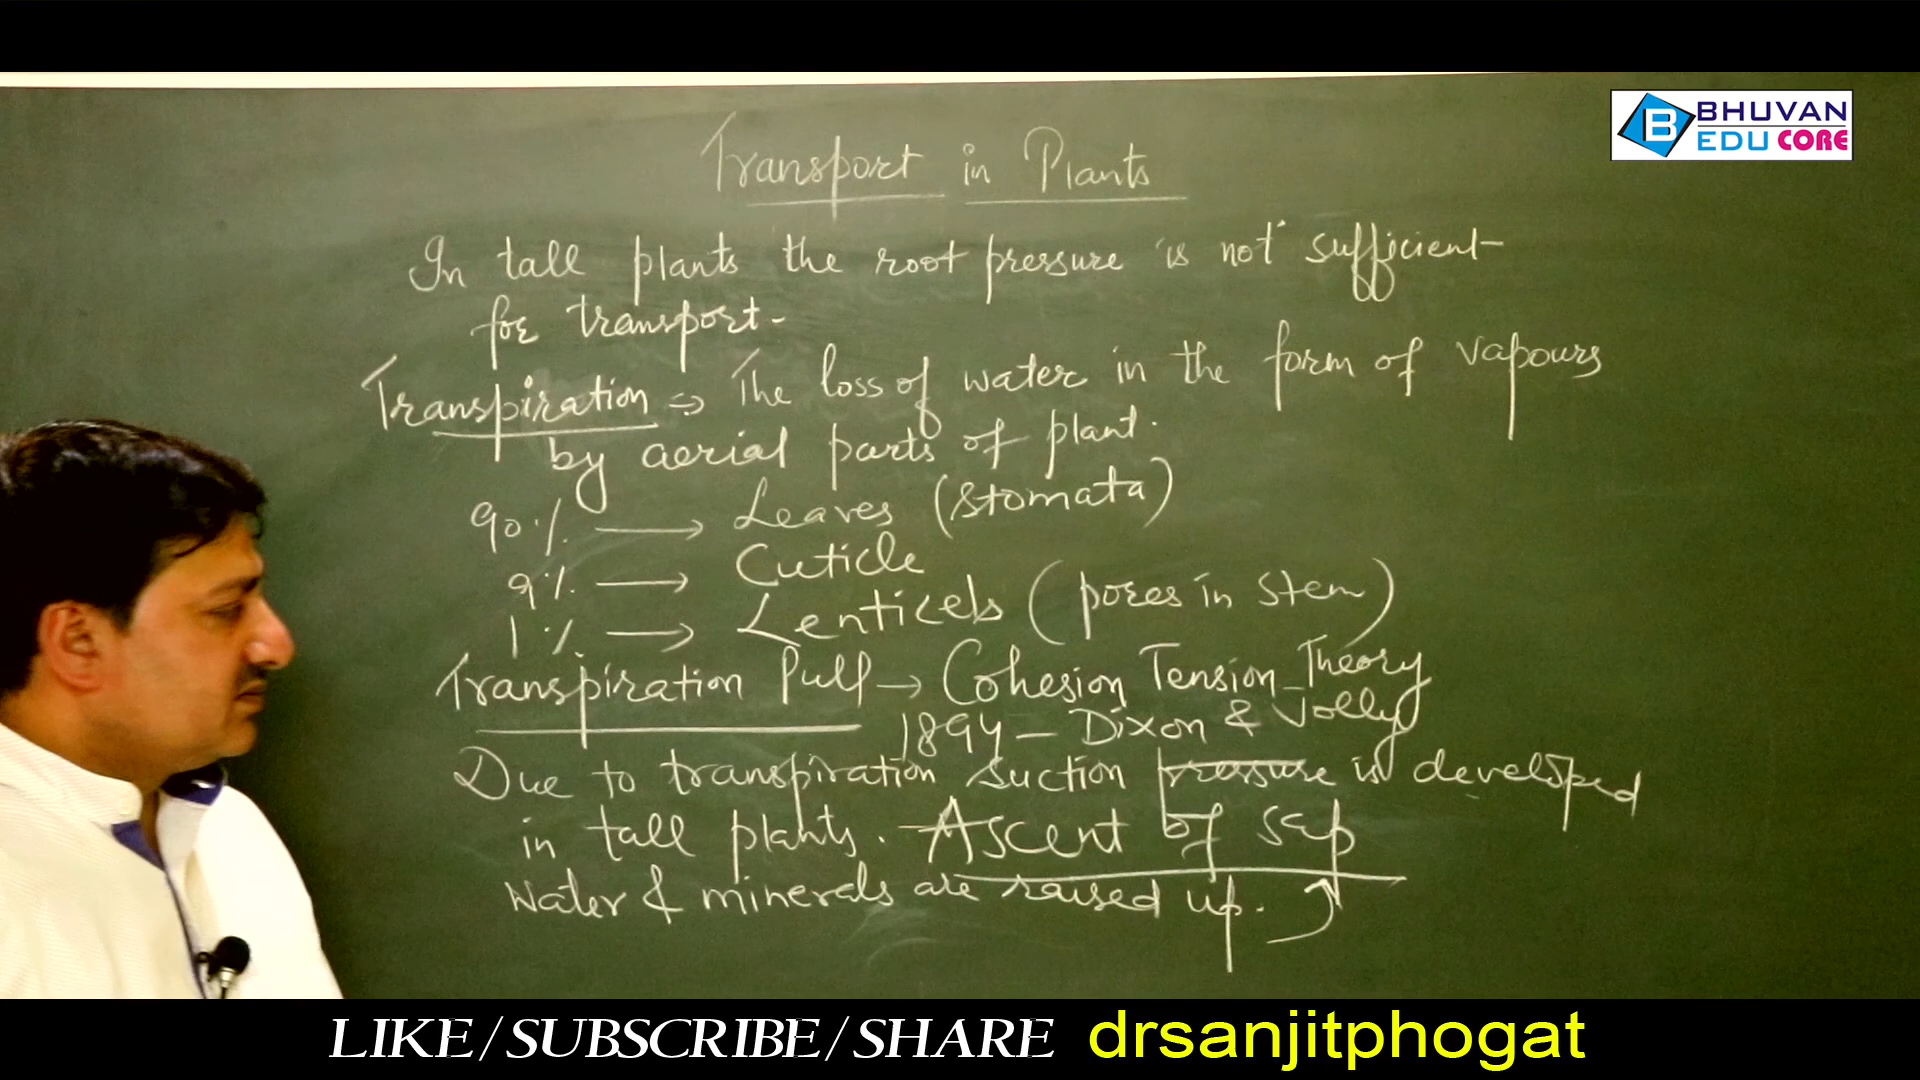 BHUVAN
EDU CORE
B
Transport in Plants
In tall plants the root pressure is not sufficient
for transport.
Transpiration => The loss of water in the form of vapours
by aerial parts of plant.
90% → Leaves (Stomata)
9% → Cuticle
1% → Lenticels (pores in stem)
Transpiration Pull → Cohesion Tension Theory
1894 - Dixon & Jolly
Due to transpiration suction pressure is developed
in tall plants. Ascent of sap
Water & minerals are raised up.
LIKE/SUBSCRIBE/SHARE drsanjitphogat